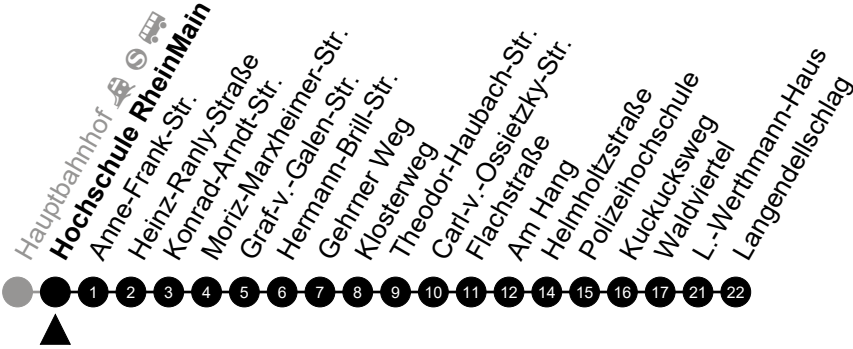 Hauptbahnhof
Hochschule RheinMain
Anne-Frank-Str.
Heinz-Ranly-Straße
Konrad-Arndt-Str.
Moriz-Marxheimer-Str.
Graf-v.-Galen-Str.
Hermann-Brill-Str.
Gehrner Weg
Klosterweg
Theodor-Haubach-Str.
Carl-v.-Ossietzky-Str.
Flachstraße
Am Hang
Helmholtzstraße
Polizeihochschule
Kuckucksweg
Waldviertel
L.-Werthmann-Haus
Langendellschlag
1 2 3 4 5 6 7 8 9 10 11 12 14 15 16 17 21 22